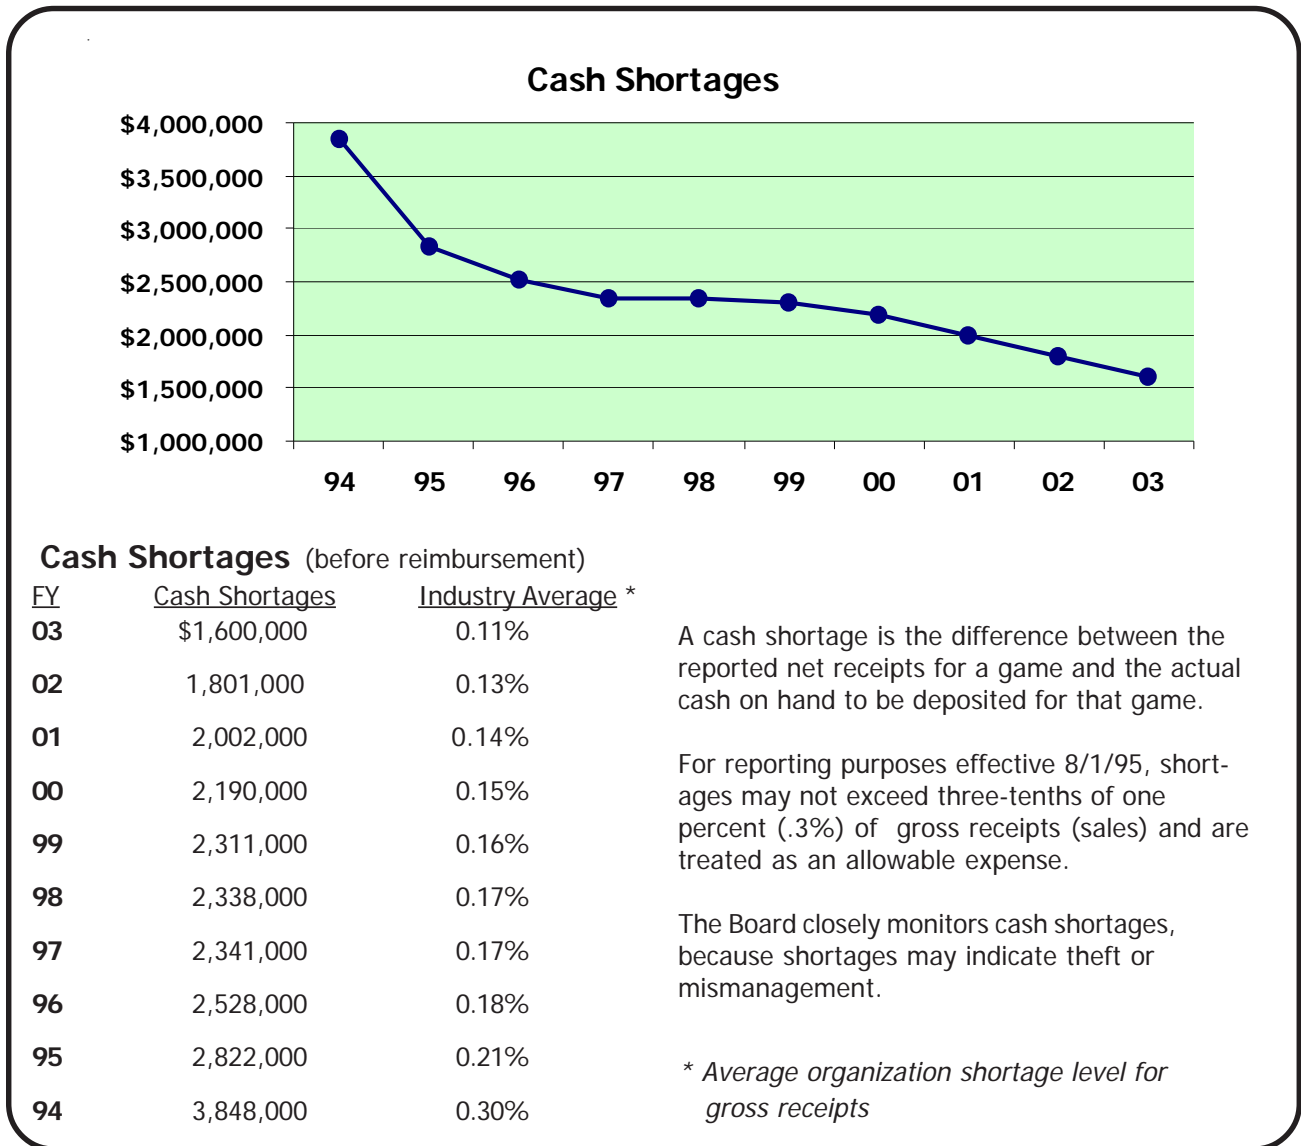 Cash Shortages
$4,000,000
$3,500,000
$3,000,000
$2,500,000
$2,000,000
$1,500,000
$1,000,000
94 95 96 97 98 99 00 01 02 03
Cash Shortages (before reimbursement)
FY Cash Shortages Industry Average *
03 $1,600,000 0.11%
02 1,801,000 0.13%
01 2,002,000 0.14%
00 2,190,000 0.15%
99 2,311,000 0.16%
98 2,338,000 0.17%
97 2,341,000 0.17%
96 2,528,000 0.18%
95 2,822,000 0.21%
94 3,848,000 0.30%
A cash shortage is the difference between the
reported net receipts for a game and the actual
cash on hand to be deposited for that game.
For reporting purposes effective 8/1/95, short-
ages may not exceed three-tenths of one
percent (.3%) of gross receipts (sales) and are
treated as an allowable expense.
The Board closely monitors cash shortages,
because shortages may indicate theft or
mismanagement.
* Average organization shortage level for
gross receipts